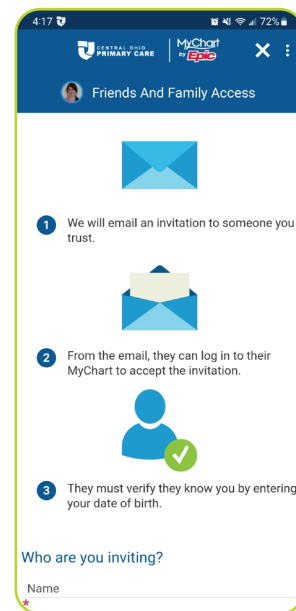 4:17 72%
CENTRAL OHIO
PRIMARY CARE
MyChart
by Epic
Friends And Family Access
1 We will email an invitation to someone you
trust.
2 From the email, they can log in to their
MyChart to accept the invitation.
3 They must verify they know you by entering
your date of birth.
Who are you inviting?
Name
*